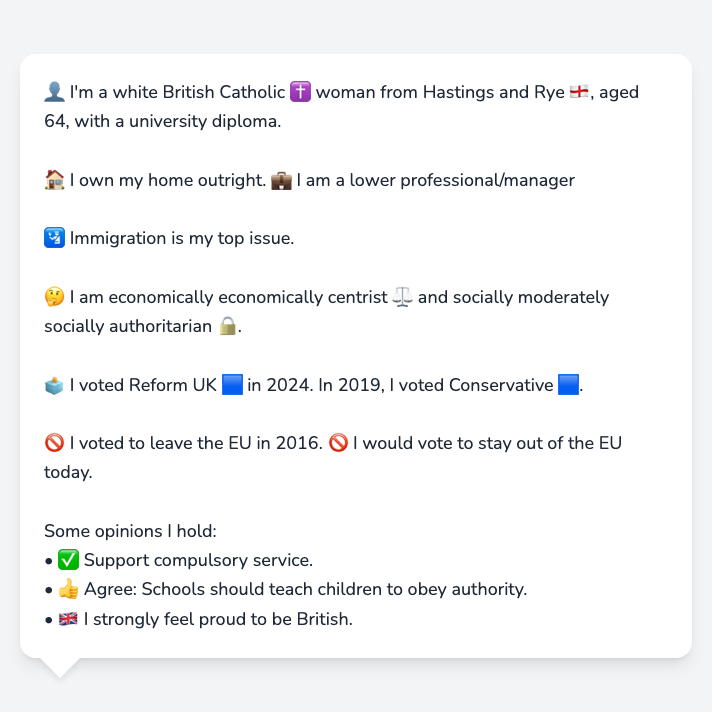 👤 I'm a white British Catholic ✝️ woman from Hastings and Rye 🏴󠁧󠁢󠁥󠁮󠁧󠁿, aged
64, with a university diploma.
🏠 I own my home outright. 💼 I am a lower professional/manager
🛂 Immigration is my top issue.
🤔 I am economically economically centrist ⚖️ and socially moderately
socially authoritarian 🔒.
🗳️ I voted Reform UK 🟦 in 2024. In 2019, I voted Conservative 🟦.
🚫 I voted to leave the EU in 2016. 🚫 I would vote to stay out of the EU
today.
Some opinions I hold:
• ✅ Support compulsory service.
• 👍 Agree: Schools should teach children to obey authority.
• 🇬🇧 I strongly feel proud to be British.